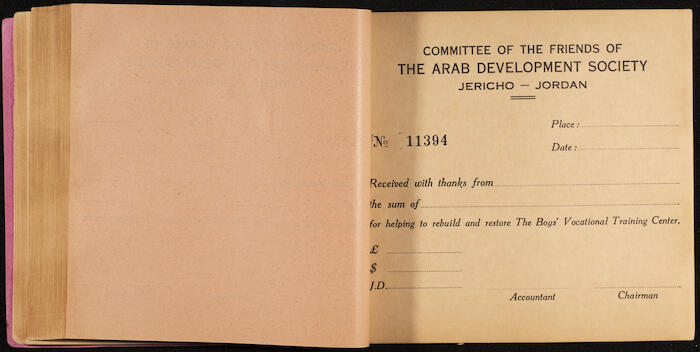 COMMITTEE OF THE FRIENDS OF
THE ARAB DEVELOPMENT SOCIETY
JERICHO — JORDAN
Place:
№ 11394
Date:
Received with thanks from
the sum of
for helping to rebuild and restore The Boys' Vocational Training Center.
£
$
J.D.
Accountant Chairman